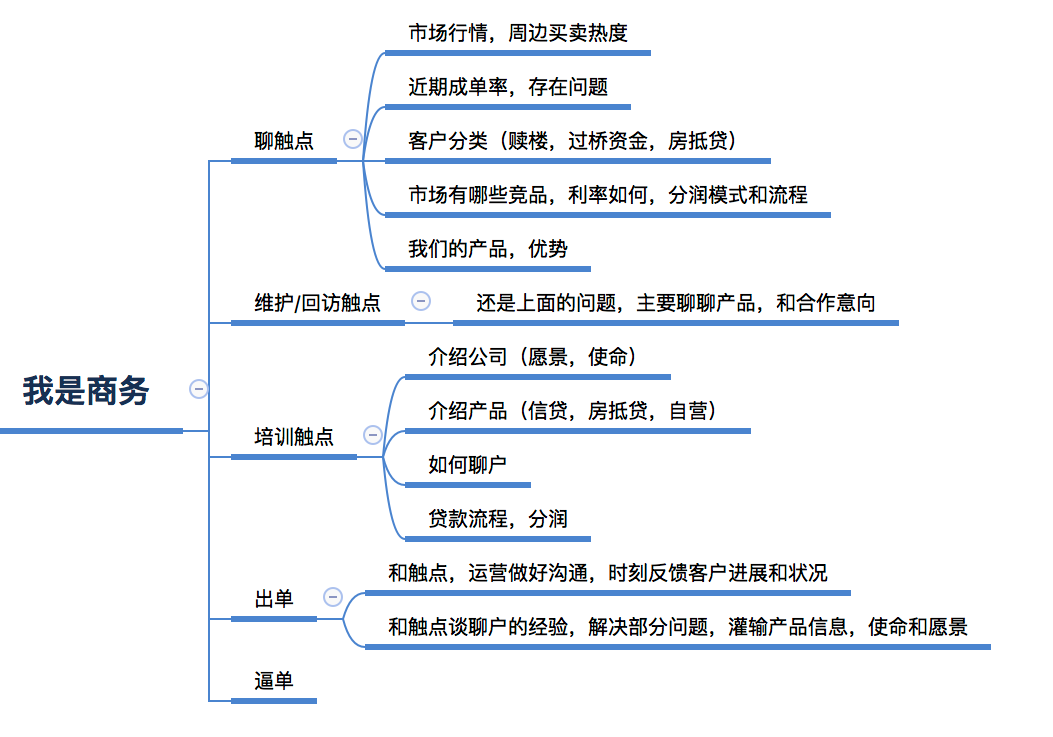 我是商务
聊触点
市场行情，周边买卖热度
近期成单率，存在问题
客户分类（赎楼，过桥资金，房抵贷）
市场有哪些竞品，利率如何，分润模式和流程
我们的产品，优势
维护/回访触点
还是上面的问题，主要聊聊产品，和合作意向
培训触点
介绍公司（愿景，使命）
介绍产品（信贷，房抵贷，自营）
如何聊户
贷款流程，分润
出单
和触点，运营做好沟通，时刻反馈客户进展和状况
和触点谈聊户的经验，解决部分问题，灌输产品信息，使命和愿景
逼单